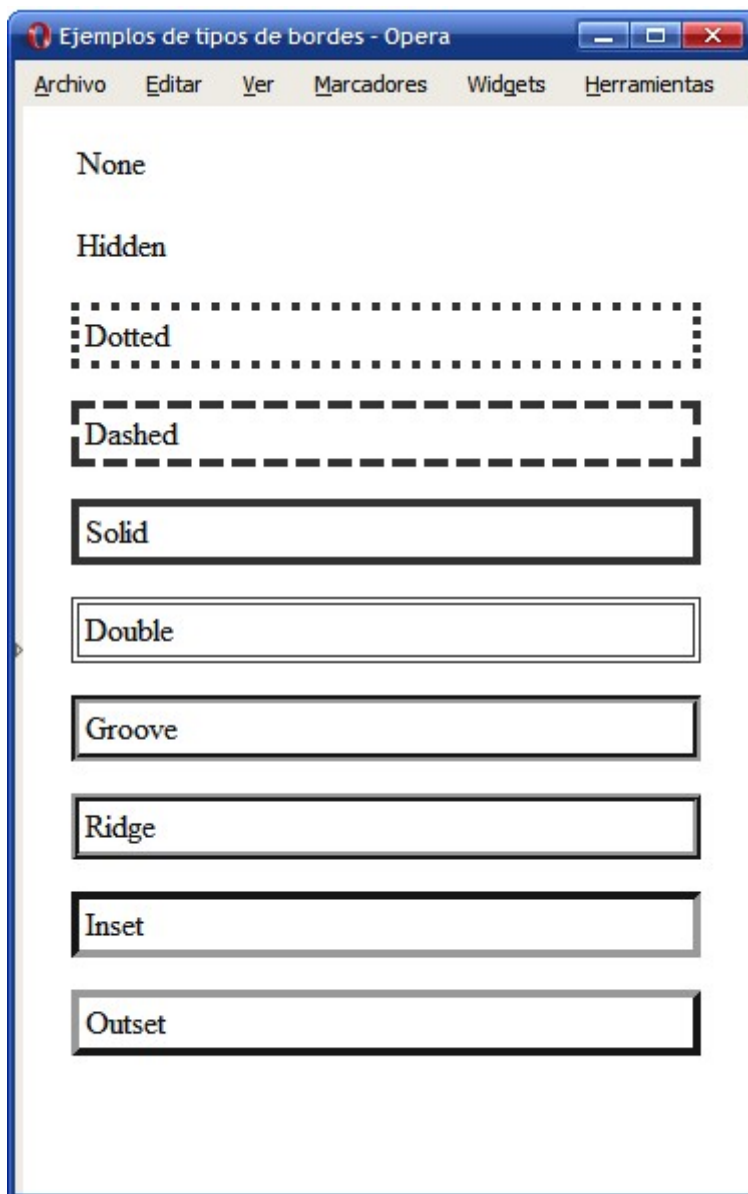 Ejemplos de tipos de bordes - Opera
Archivo Editar Ver Marcadores Widgets Herramientas
None
Hidden
Dotted
Dashed
Solid
Double
Groove
Ridge
Inset
Outset